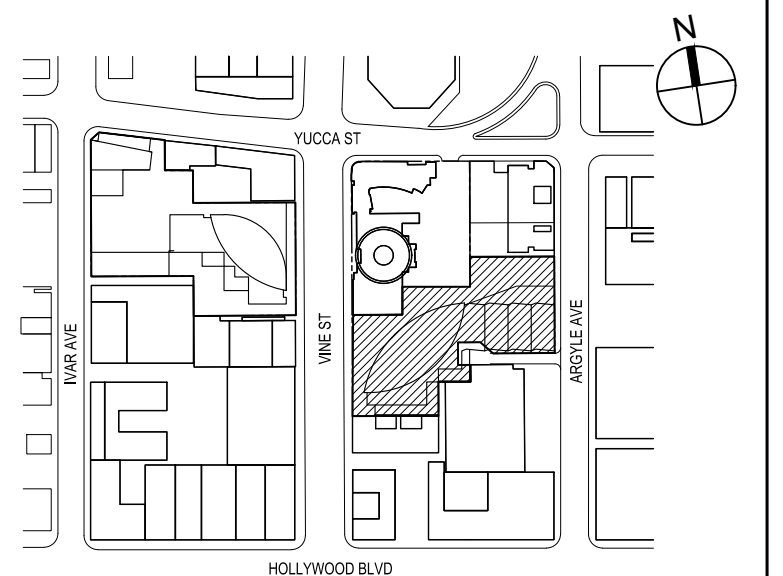 N
YUCCA ST
IVAR AVE
VINE ST
ARGYLE AVE
HOLLYWOOD BLVD